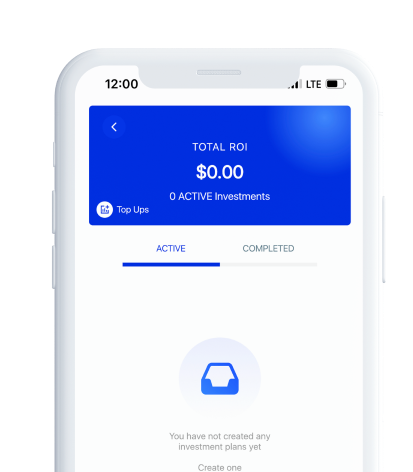 12:00 LTE
TOTAL ROI
$0.00
0 ACTIVE Investments
Top Ups
ACTIVE COMPLETED
You have not created any
investment plans yet
Create one